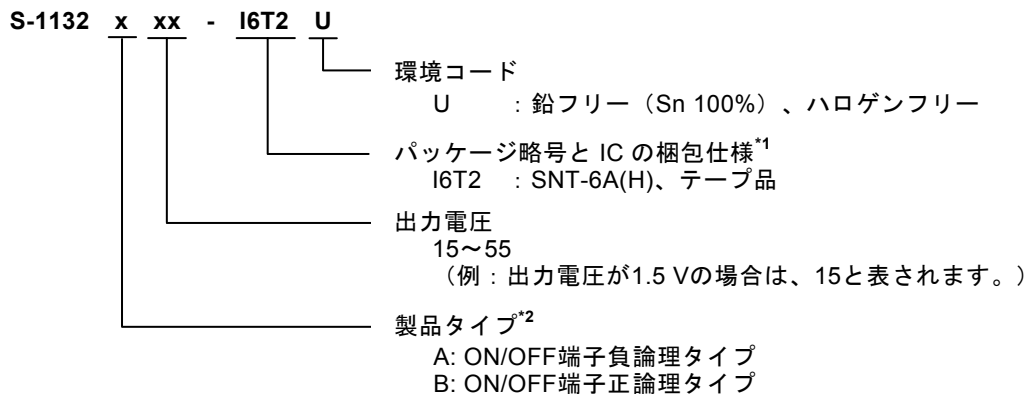 S-1132 x xx - I6T2 U
環境コード
U : 鉛フリー（Sn 100%）、ハロゲンフリー
パッケージ略号と IC の梱包仕様*1
I6T2 : SNT-6A(H)、テープ品
出力電圧
15～55
（例：出力電圧が1.5 Vの場合は、15と表されます。）
製品タイプ*2
A: ON/OFF端子負論理タイプ
B: ON/OFF端子正論理タイプ